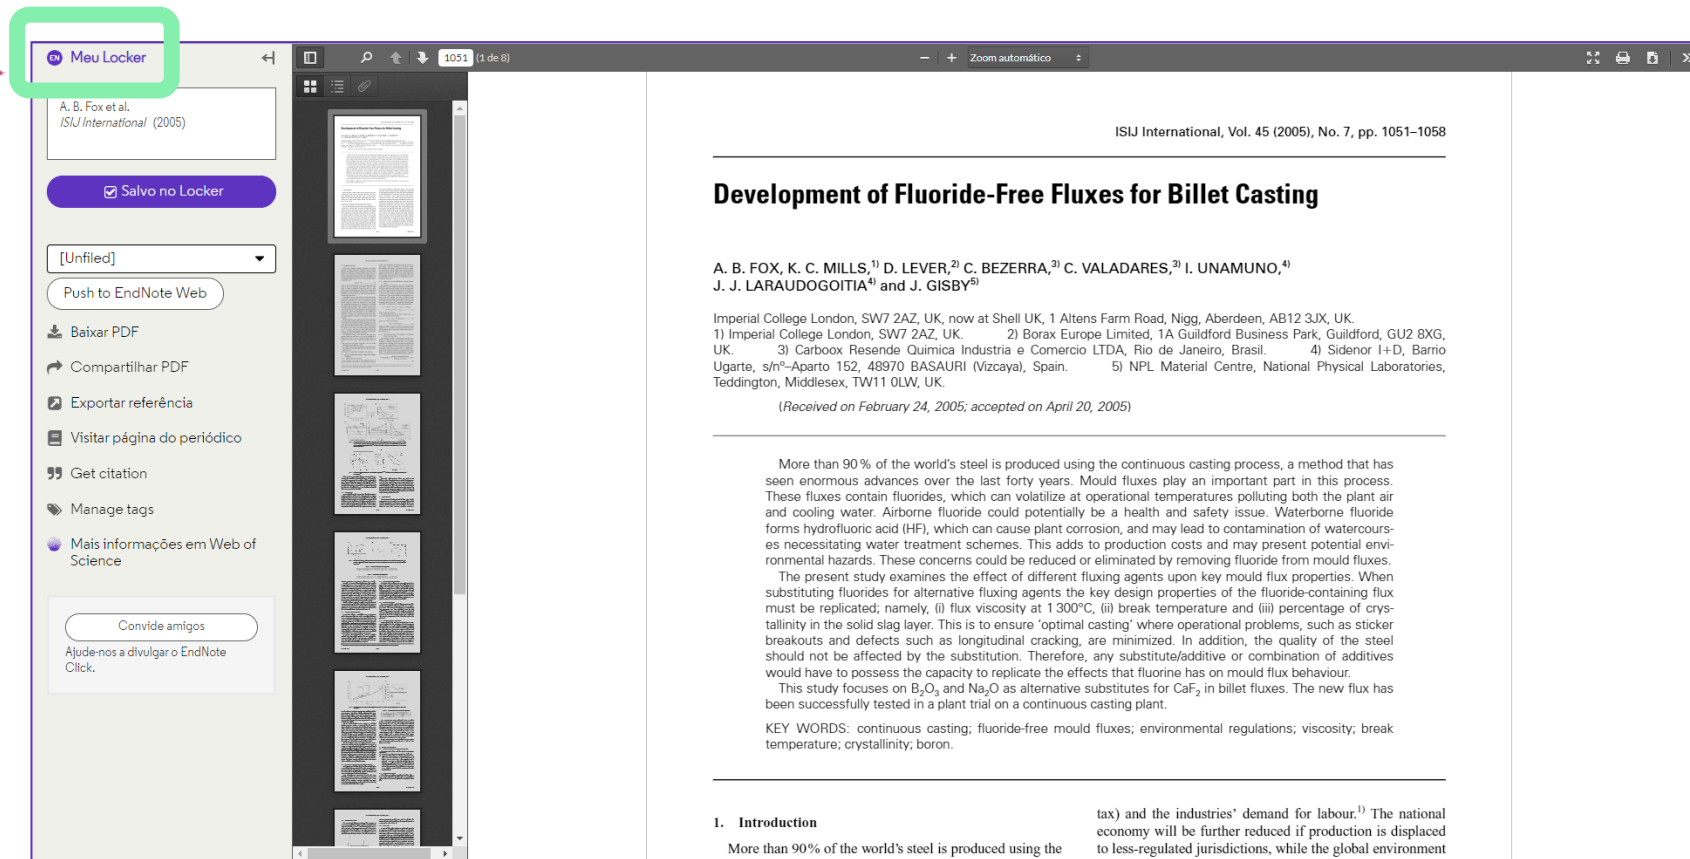 EN Meu Locker
A. B. Fox et al.
ISIJ International (2005)
Salvo no Locker
[Unfiled]
Push to EndNote Web
Baixar PDF
Compartilhar PDF
Exportar referência
Visitar página do periódico
Get citation
Manage tags
Mais informações em Web of
Science
Convide amigos
Ajude-nos a divulgar o EndNote
Click.
1051 (1 de 8)
Zoom automático
ISIJ International, Vol. 45 (2005), No. 7, pp. 1051–1058
Development of Fluoride-Free Fluxes for Billet Casting
A. B. FOX, K. C. MILLS,1) D. LEVER,2) C. BEZERRA,3) C. VALADARES,3) I. UNAMUNO,4)
J. J. LARAUDOGOITIA4) and J. GISBY5)
Imperial College London, SW7 2AZ, UK, now at Shell UK, 1 Altens Farm Road, Nigg, Aberdeen, AB12 3JX, UK.
1) Imperial College London, SW7 2AZ, UK. 2) Borax Europe Limited, 1A Guildford Business Park, Guildford, GU2 8XG,
UK. 3) Carboox Resende Quimica Industria e Comercio LTDA, Rio de Janeiro, Brasil. 4) Sidenor I+D, Barrio
Ugarte, s/nº–Aparto 152, 48970 BASAURI (Vizcaya), Spain. 5) NPL Material Centre, National Physical Laboratories,
Teddington, Middlesex, TW11 0LW, UK.
(Received on February 24, 2005; accepted on April 20, 2005)
More than 90 % of the world's steel is produced using the continuous casting process, a method that has
seen enormous advances over the last forty years. Mould fluxes play an important part in this process.
These fluxes contain fluorides, which can volatilize at operational temperatures polluting both the plant air
and cooling water. Airborne fluoride could potentially be a health and safety issue. Waterborne fluoride
forms hydrofluoric acid (HF), which can cause plant corrosion, and may lead to contamination of watercours-
es necessitating water treatment schemes. This adds to production costs and may present potential envi-
ronmental hazards. These concerns could be reduced or eliminated by removing fluoride from mould fluxes.
The present study examines the effect of different fluxing agents upon key mould flux properties. When
substituting fluorides for alternative fluxing agents the key design properties of the fluoride-containing flux
must be replicated; namely, (i) flux viscosity at 1 300°C, (ii) break temperature and (iii) percentage of crys-
tallinity in the solid slag layer. This is to ensure 'optimal casting' where operational problems, such as sticker
breakouts and defects such as longitudinal cracking, are minimized. In addition, the quality of the steel
should not be affected by the substitution. Therefore, any substitute/additive or combination of additives
would have to possess the capacity to replicate the effects that fluorine has on mould flux behaviour.
This study focuses on B2O3 and Na2O as alternative substitutes for CaF2 in billet fluxes. The new flux has
been successfully tested in a plant trial on a continuous casting plant.
KEY WORDS: continuous casting; fluoride-free mould fluxes; environmental regulations; viscosity; break
temperature; crystallinity; boron.
1. Introduction
More than 90% of the world's steel is produced using the
tax) and the industries' demand for labour.1) The national
economy will be further reduced if production is displaced
to less-regulated jurisdictions, while the global environment